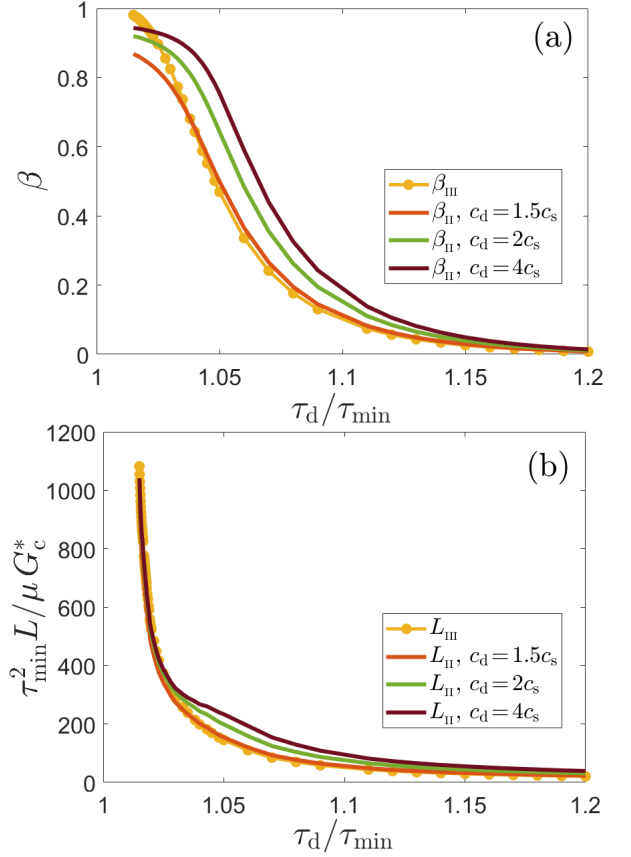 (a)
1
0.8
0.6
0.4
0.2
0
β
β_III
β_II, c_d=1.5c_s
β_II, c_d=2c_s
β_II, c_d=4c_s
1 1.05 1.1 1.15 1.2
τ_d/τ_min
(b)
1200
1000
800
600
400
200
0
τ²_min L/μ G*_c
L_III
L_II, c_d=1.5c_s
L_II, c_d=2c_s
L_II, c_d=4c_s
1 1.05 1.1 1.15 1.2
τ_d/τ_min